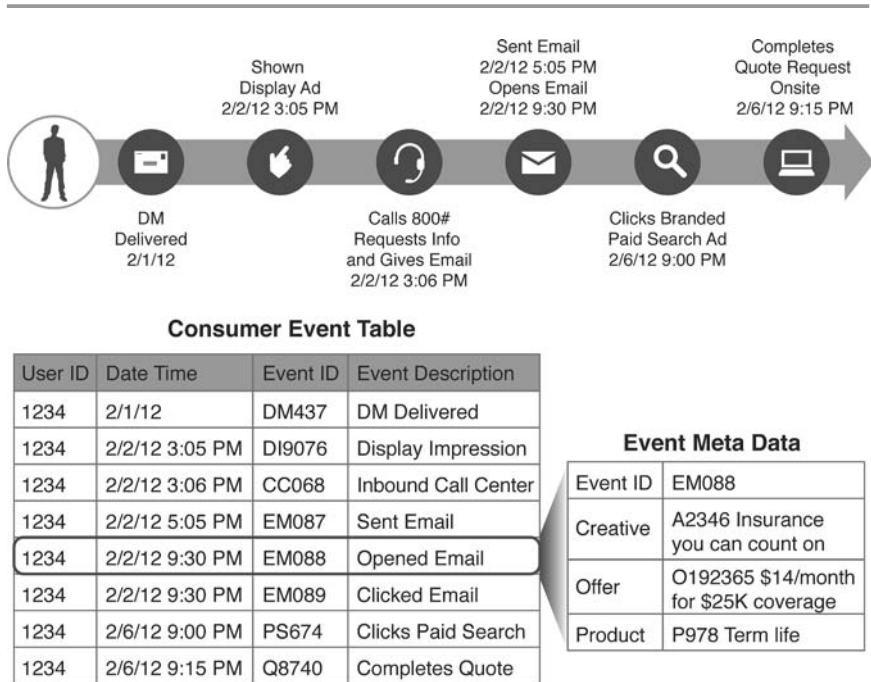 Shown
Display Ad
2/2/12 3:05 PM
Sent Email
2/2/12 5:05 PM
Opens Email
2/2/12 9:30 PM
Completes
Quote Request
Onsite
2/6/12 9:15 PM
DM
Delivered
2/1/12
Calls 800#
Requests Info
and Gives Email
2/2/12 3:06 PM
Clicks Branded
Paid Search Ad
2/6/12 9:00 PM
Consumer Event Table
User ID Date Time Event ID Event Description
1234 2/1/12 DM437 DM Delivered
1234 2/2/12 3:05 PM DI9076 Display Impression
1234 2/2/12 3:06 PM CC068 Inbound Call Center
1234 2/2/12 5:05 PM EM087 Sent Email
1234 2/2/12 9:30 PM EM088 Opened Email
1234 2/2/12 9:30 PM EM089 Clicked Email
1234 2/6/12 9:00 PM PS674 Clicks Paid Search
1234 2/6/12 9:15 PM Q8740 Completes Quote
Event Meta Data
Event ID EM088
Creative A2346 Insurance
you can count on
Offer O192365 $14/month
for $25K coverage
Product P978 Term life